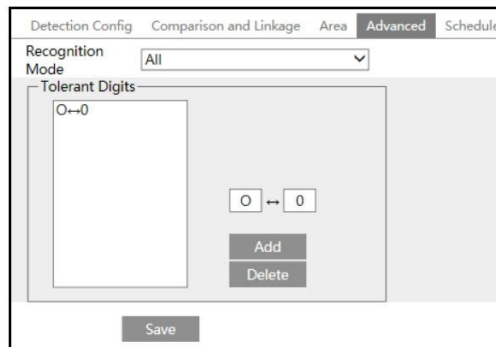 Detection Config Comparison and Linkage Area Advanced Schedule
Recognition Mode All
Tolerant Digits
O↔0
O ↔ 0
Add
Delete
Save